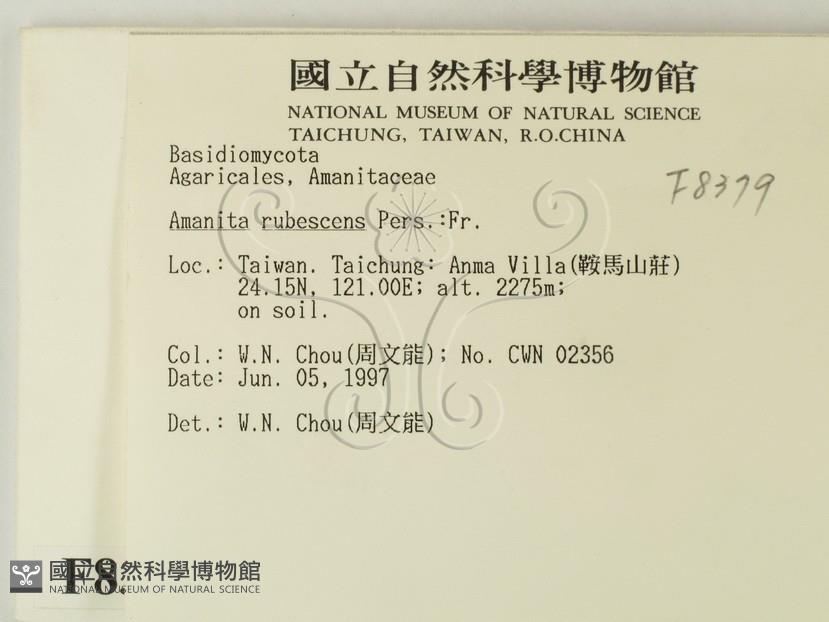 國立自然科學博物館
NATIONAL MUSEUM OF NATURAL SCIENCE
TAICHUNG, TAIWAN, R.O.CHINA
Basidiomycota
Agaricales, Amanitaceae
F8379
Amanita rubescens Pers.:Fr.
Loc.: Taiwan. Taichung: Anma Villa(鞍馬山莊)
24.15N, 121.00E; alt. 2275m;
on soil.
Col.: W.N. Chou(周文能); No. CWN 02356
Date: Jun. 05, 1997
Det.: W.N. Chou(周文能)
F8
國立自然科學博物館
NATIONAL MUSEUM OF NATURAL SCIENCE